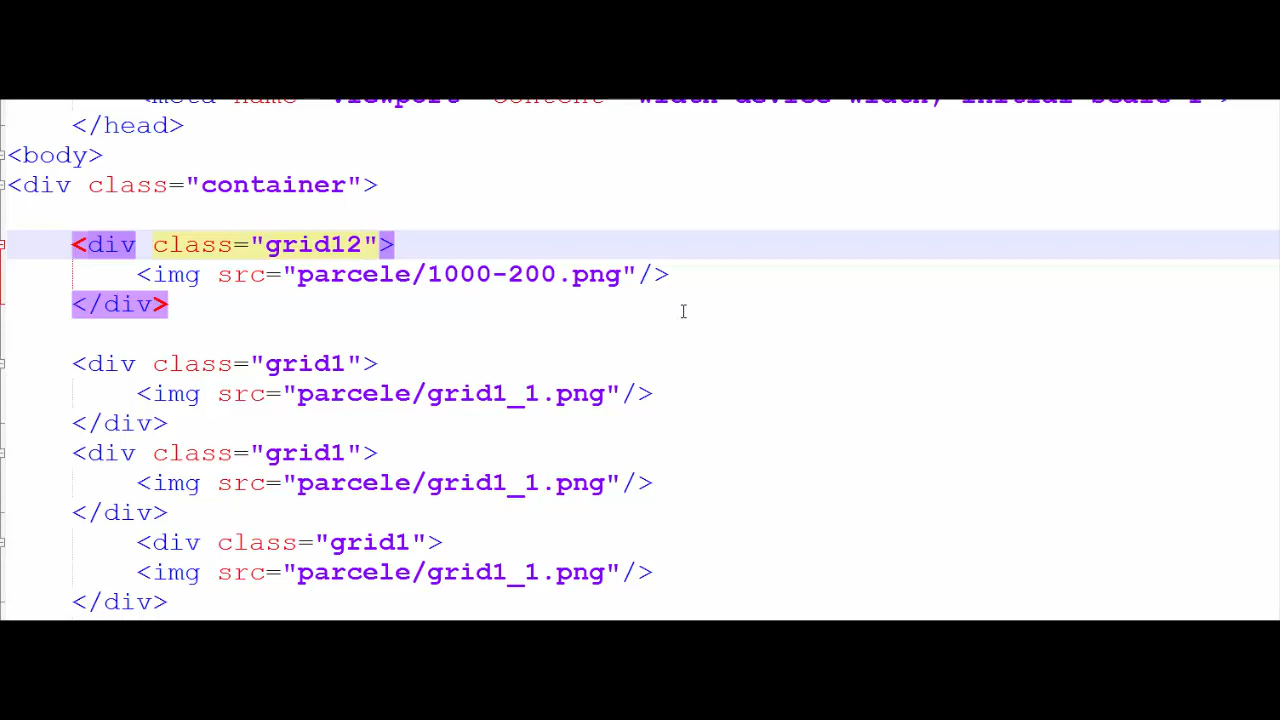 </head>
<body>
<div class="container">
<div class="grid12">
<img src="parcele/1000-200.png"/>
</div>
<div class="grid1">
<img src="parcele/grid1_1.png"/>
</div>
<div class="grid1">
<img src="parcele/grid1_1.png"/>
</div>
<div class="grid1">
<img src="parcele/grid1_1.png"/>
</div>